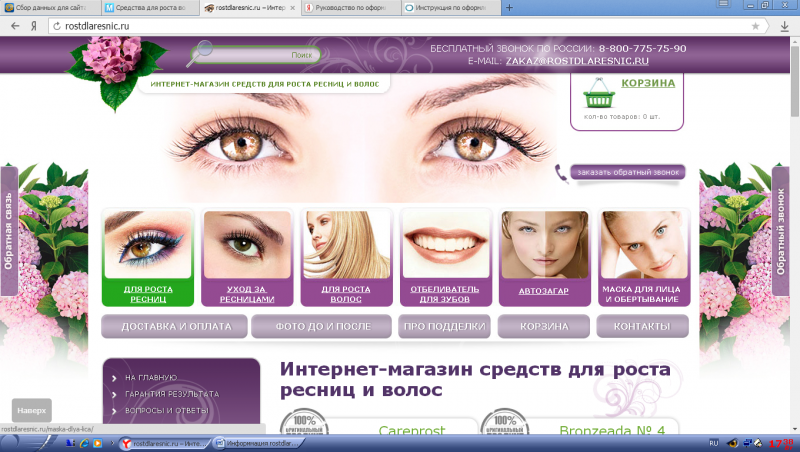 Сбор данных для сайта
Средства для роста во
rostdlaresnic.ru – Интер
Руководство по оформ
Инструкция по оформ
rostdlaresnic.ru
БЕСПЛАТНЫЙ ЗВОНОК ПО РОССИИ: 8-800-775-75-90
Поиск
E-MAIL: ZAKAZ@ROSTDLARESNIC.RU
ИНТЕРНЕТ-МАГАЗИН СРЕДСТВ ДЛЯ РОСТА РЕСНИЦ И ВОЛОС
КОРЗИНА
кол-во товаров: 0 шт.
заказать обратный звонок
Обратная связь
Обратный звонок
ДЛЯ РОСТА
РЕСНИЦ
УХОД ЗА
РЕСНИЦАМИ
ДЛЯ РОСТА
ВОЛОС
ОТБЕЛИВАТЕЛЬ
ДЛЯ ЗУБОВ
АВТОЗАГАР
МАСКА ДЛЯ ЛИЦА
И ОБЕРТЫВАНИЕ
ДОСТАВКА И ОПЛАТА
ФОТО ДО И ПОСЛЕ
ПРО ПОДДЕЛКИ
КОРЗИНА
КОНТАКТЫ
НА ГЛАВНУЮ
ГАРАНТИЯ РЕЗУЛЬТАТА
ВОПРОСЫ И ОТВЕТЫ
Интернет-магазин средств для роста
ресниц и волос
100%
Careprost
100%
Bronzeada № 4
Наверх
rostdlaresnic.ru/maska-dlya-lica/
rostdlaresnic.ru – Инте...
Информация rostdlar...
RU